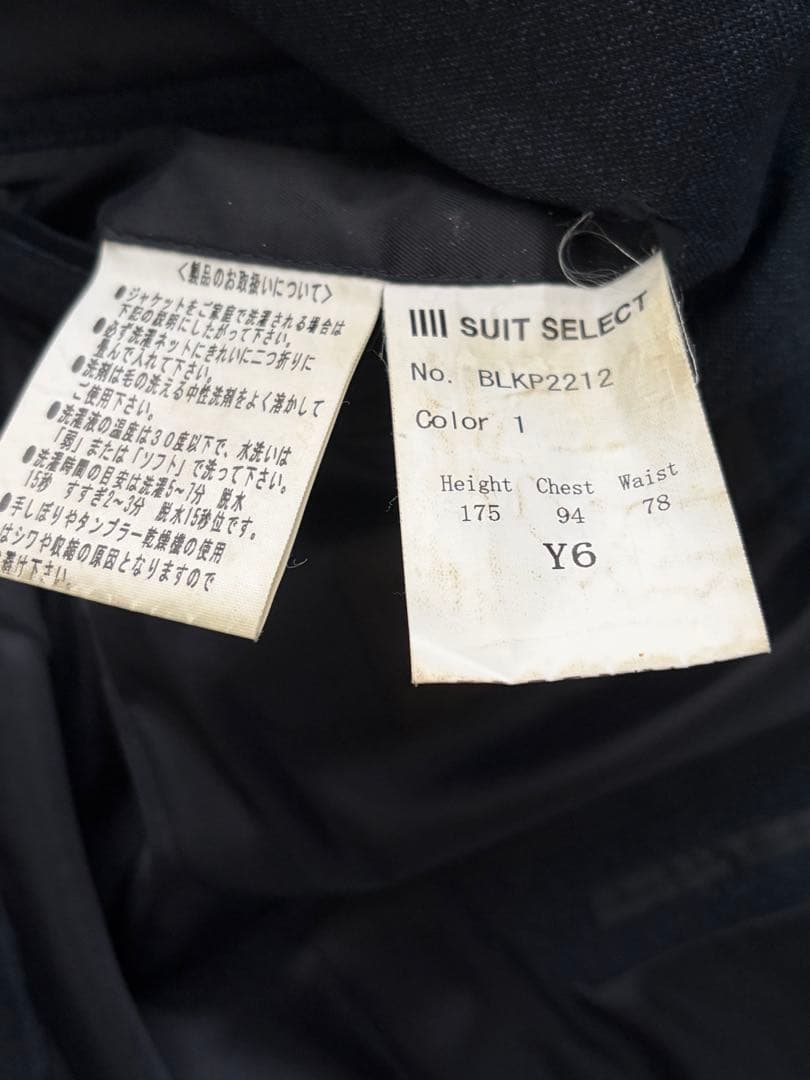 〈製品のお取扱いについて〉
●ジャケットをご家庭で洗濯される場合は
下記の説明にしたがって下さい。
●必ず洗濯ネットにきれいに二つ折りに
畳んで入れて下さい。
●洗剤は毛の洗える中性洗剤をよく溶かして
ご使用下さい。
●洗濯液の温度は30度以下で、水洗いは
「弱」または「ソフト」で洗って下さい。
●洗濯時間の目安は洗濯5~7分 脱水
15秒 すすぎ2~3分 脱水15秒位です。
●手しぼりやタンブラー乾燥機の使用
はシワや収縮の原因となりますので
下さい。
SUIT SELECT
No. BLKP2212
Color 1
Height Chest Waist
175 94 78
Y6